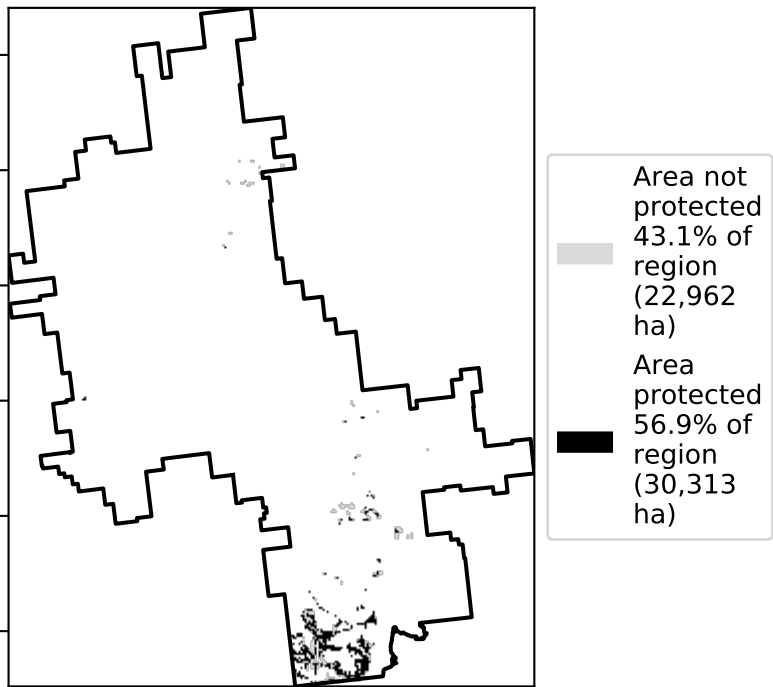 Area not
protected
43.1% of
region
(22,962
ha)
Area
protected
56.9% of
region
(30,313
ha)